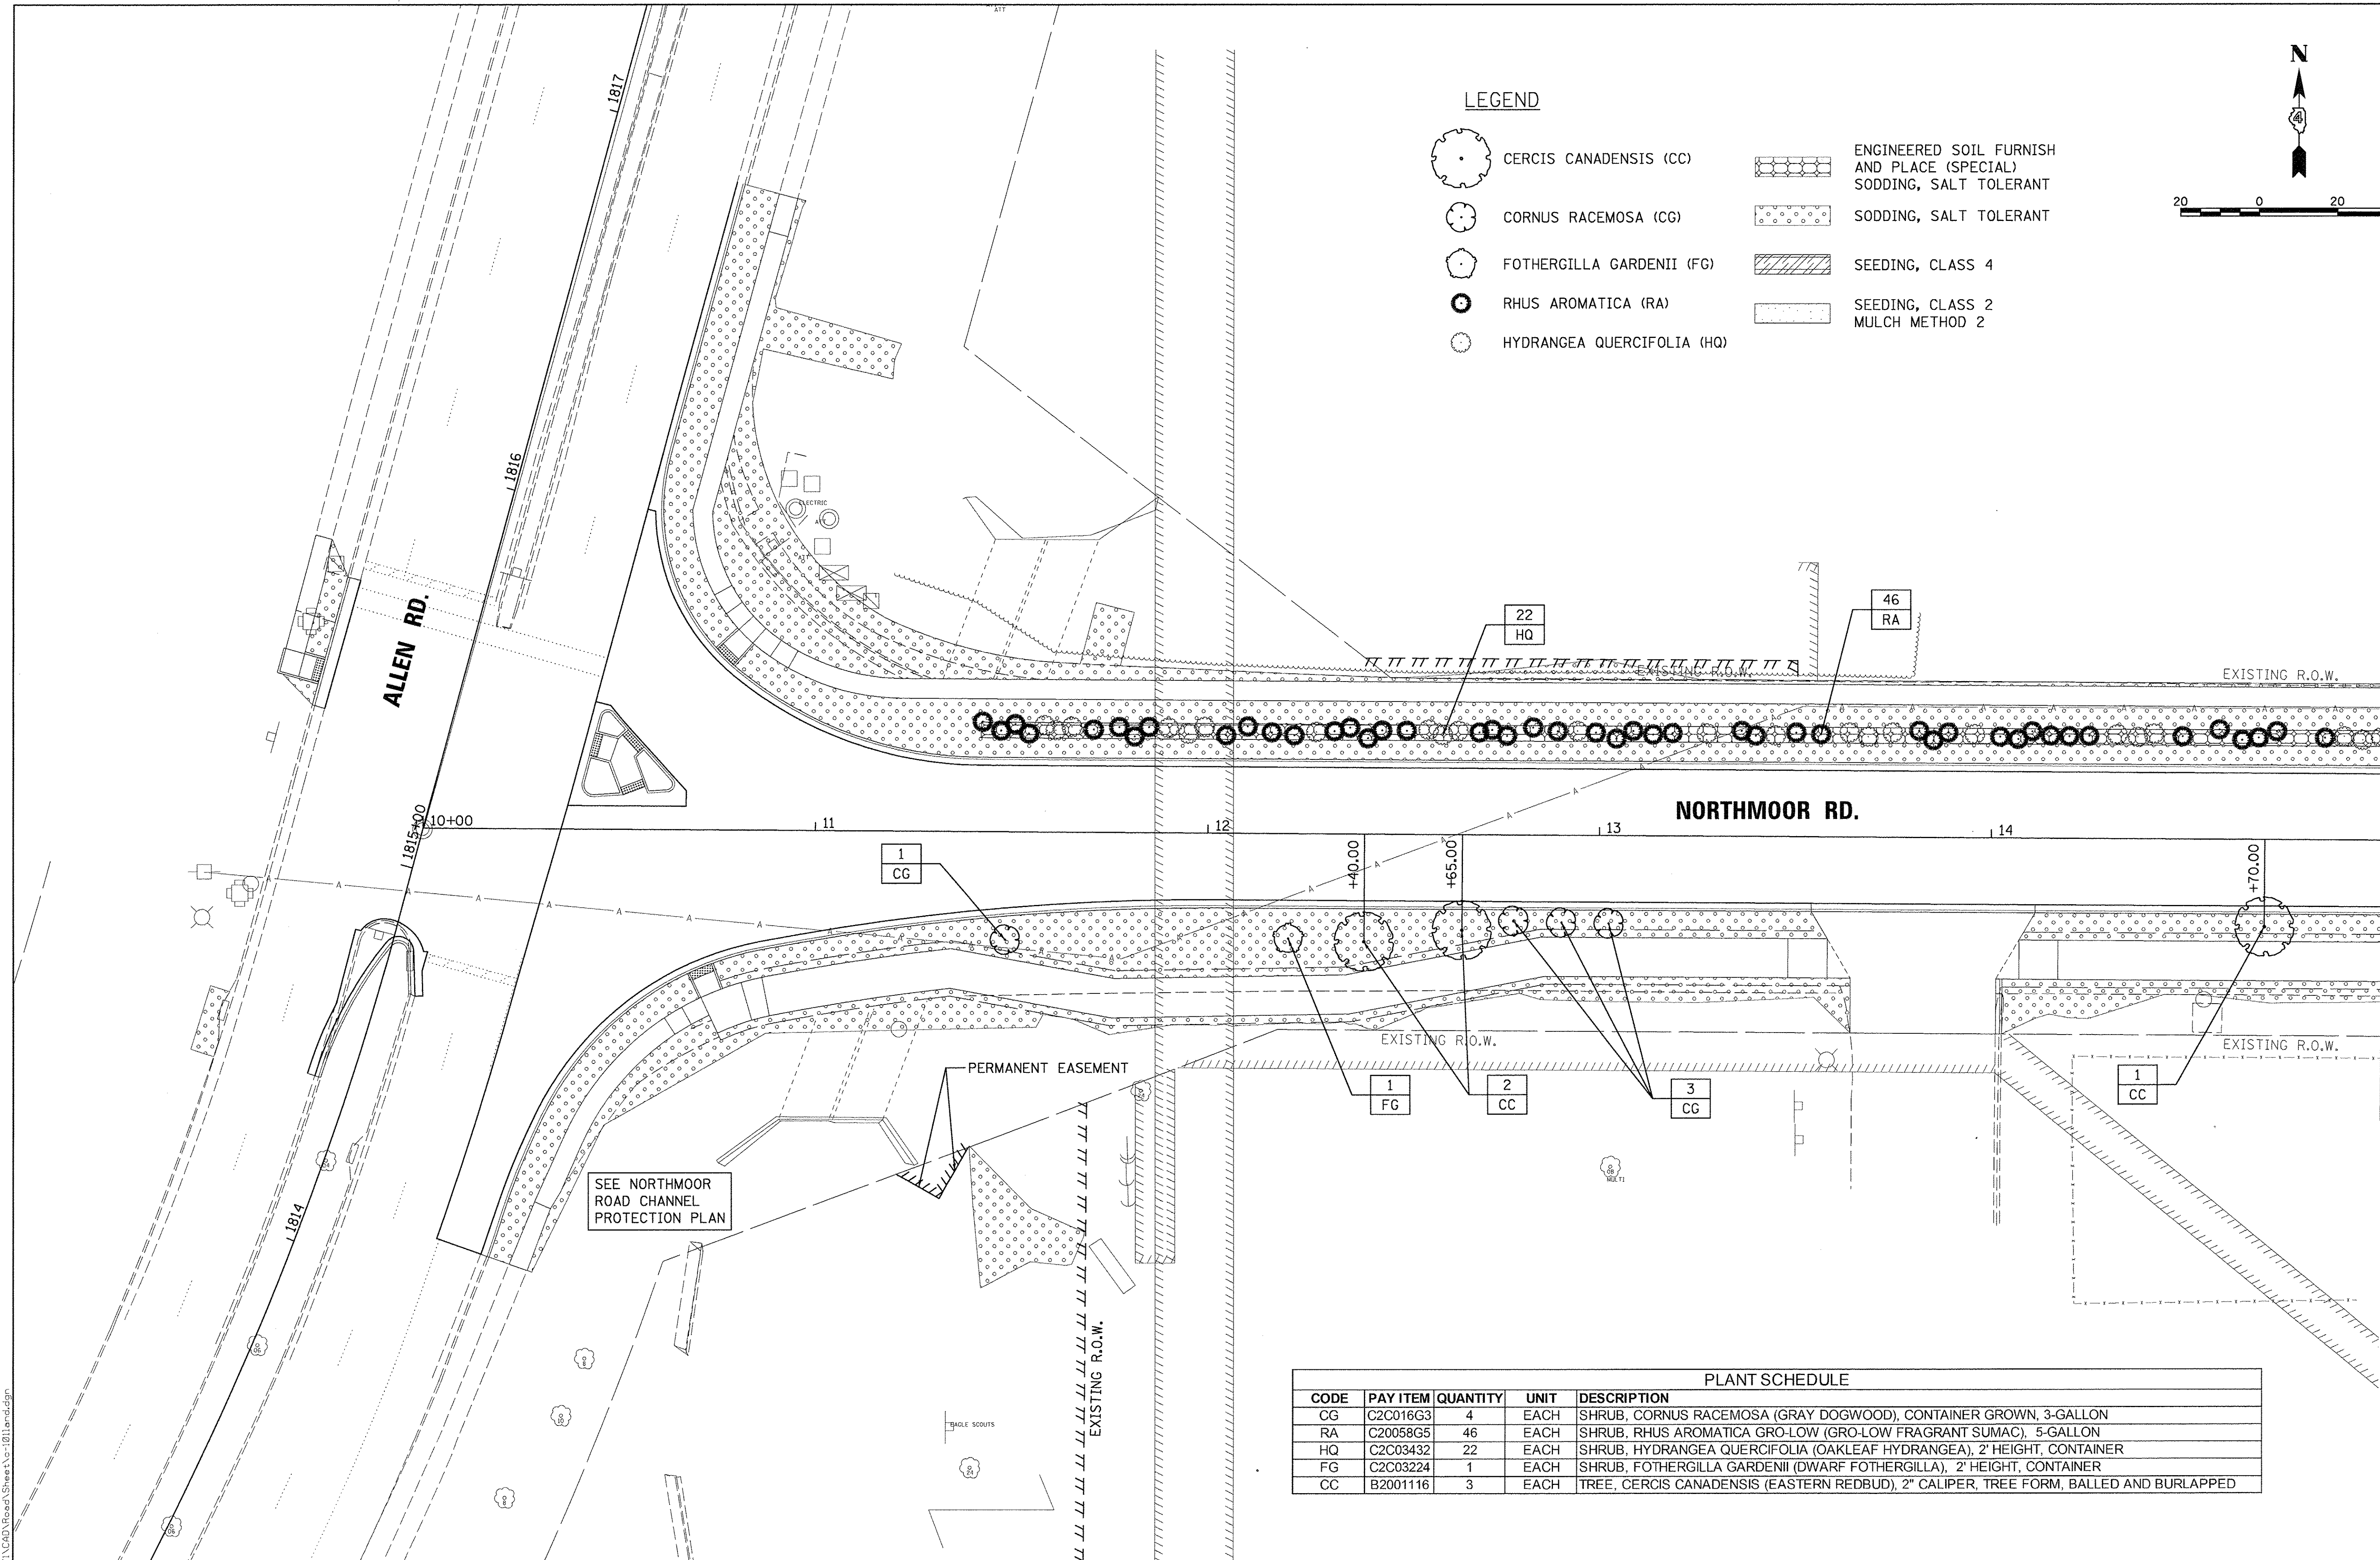 LEGEND
CERCIS CANADENSIS (CC)
CORNUS RACEMOSA (CG)
FOTHERGILLA GARDENII (FG)
RHUS AROMATICA (RA)
HYDRANGEA QUERCIFOLIA (HQ)
ENGINEERED SOIL FURNISH
AND PLACE (SPECIAL)
SODDING, SALT TOLERANT
SODDING, SALT TOLERANT
SEEDING, CLASS 4
SEEDING, CLASS 2
MULCH METHOD 2
N
4
20 0 20
ATT
1817
1816
ELECTRIC
ATT
ATT
ALLEN RD.
22
HQ
46
RA
EXISTING R.O.W.
EXISTING R.O.W.
NORTHMOOR RD.
1815+00
10+00
11
12
13
14
1
CG
+40.00
+65.00
+70.00
EXISTING R.O.W.
EXISTING R.O.W.
PERMANENT EASEMENT
1
FG
2
CC
3
CG
1
CC
SEE NORTHMOOR
ROAD CHANNEL
PROTECTION PLAN
1814
MULTI
EXISTING R.O.W.
EAGLE SCOUTS
PLANT SCHEDULE
CODE PAY ITEM QUANTITY UNIT DESCRIPTION
CG C2C016G3 4 EACH SHRUB, CORNUS RACEMOSA (GRAY DOGWOOD), CONTAINER GROWN, 3-GALLON
RA C20058G5 46 EACH SHRUB, RHUS AROMATICA GRO-LOW (GRO-LOW FRAGRANT SUMAC), 5-GALLON
HQ C2C03432 22 EACH SHRUB, HYDRANGEA QUERCIFOLIA (OAKLEAF HYDRANGEA), 2' HEIGHT, CONTAINER
FG C2C03224 1 EACH SHRUB, FOTHERGILLA GARDENII (DWARF FOTHERGILLA), 2' HEIGHT, CONTAINER
CC B2001116 3 EACH TREE, CERCIS CANADENSIS (EASTERN REDBUD), 2" CALIPER, TREE FORM, BALLED AND BURLAPPED